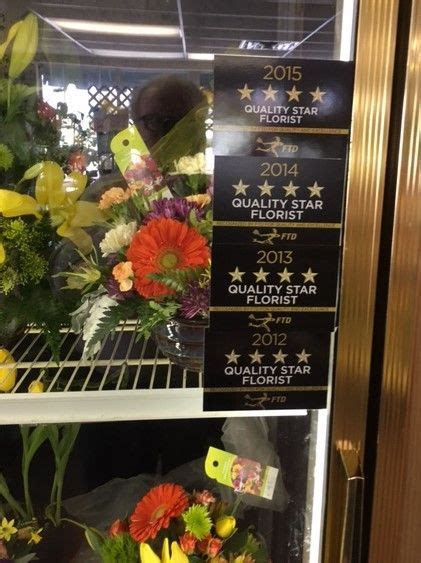 2015
QUALITY STAR
FLORIST
FTD
2014
QUALITY STAR
FLORIST
FTD
2013
QUALITY STAR
FLORIST
FTD
2012
QUALITY STAR
FLORIST
FTD